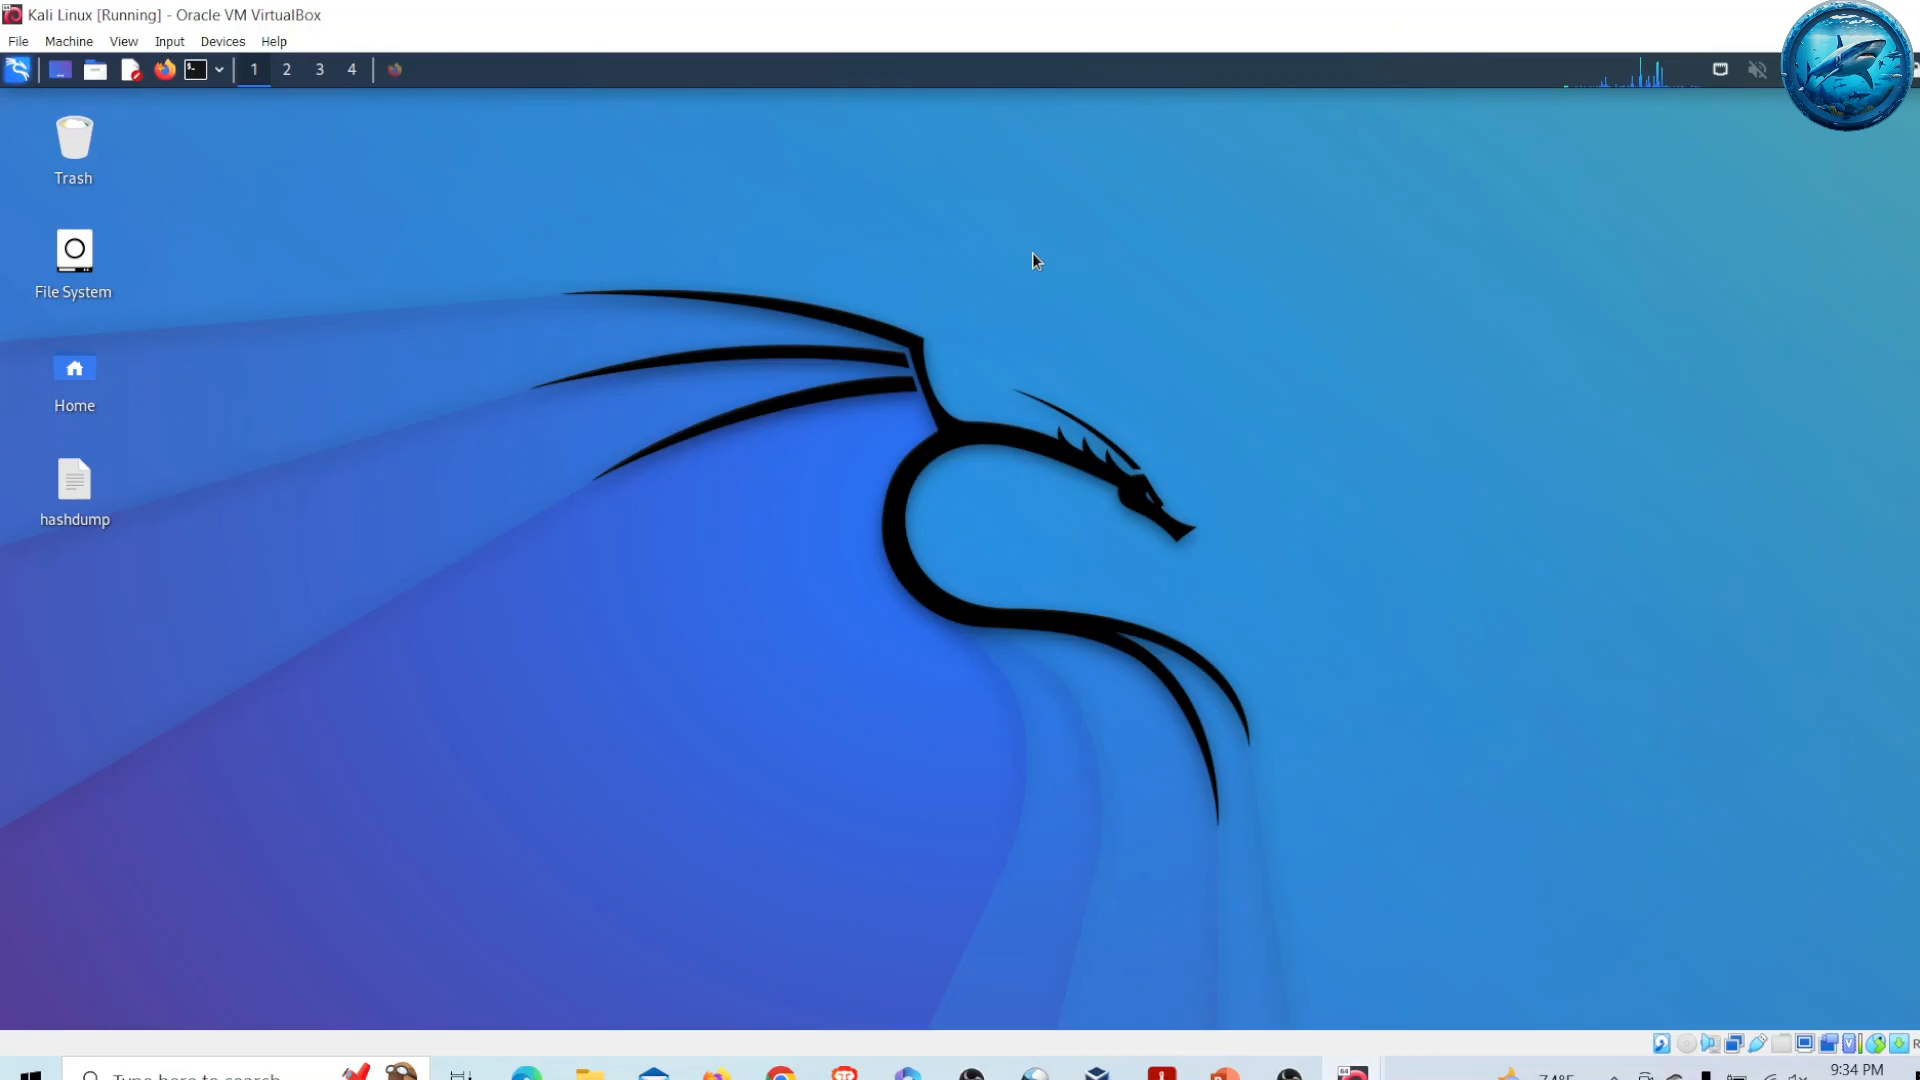 Kali Linux [Running] - Oracle VM VirtualBox
File Machine View Input Devices Help
1 2 3 4
Trash
File System
Home
hashdump
Type here to search
74°F
9:34 PM